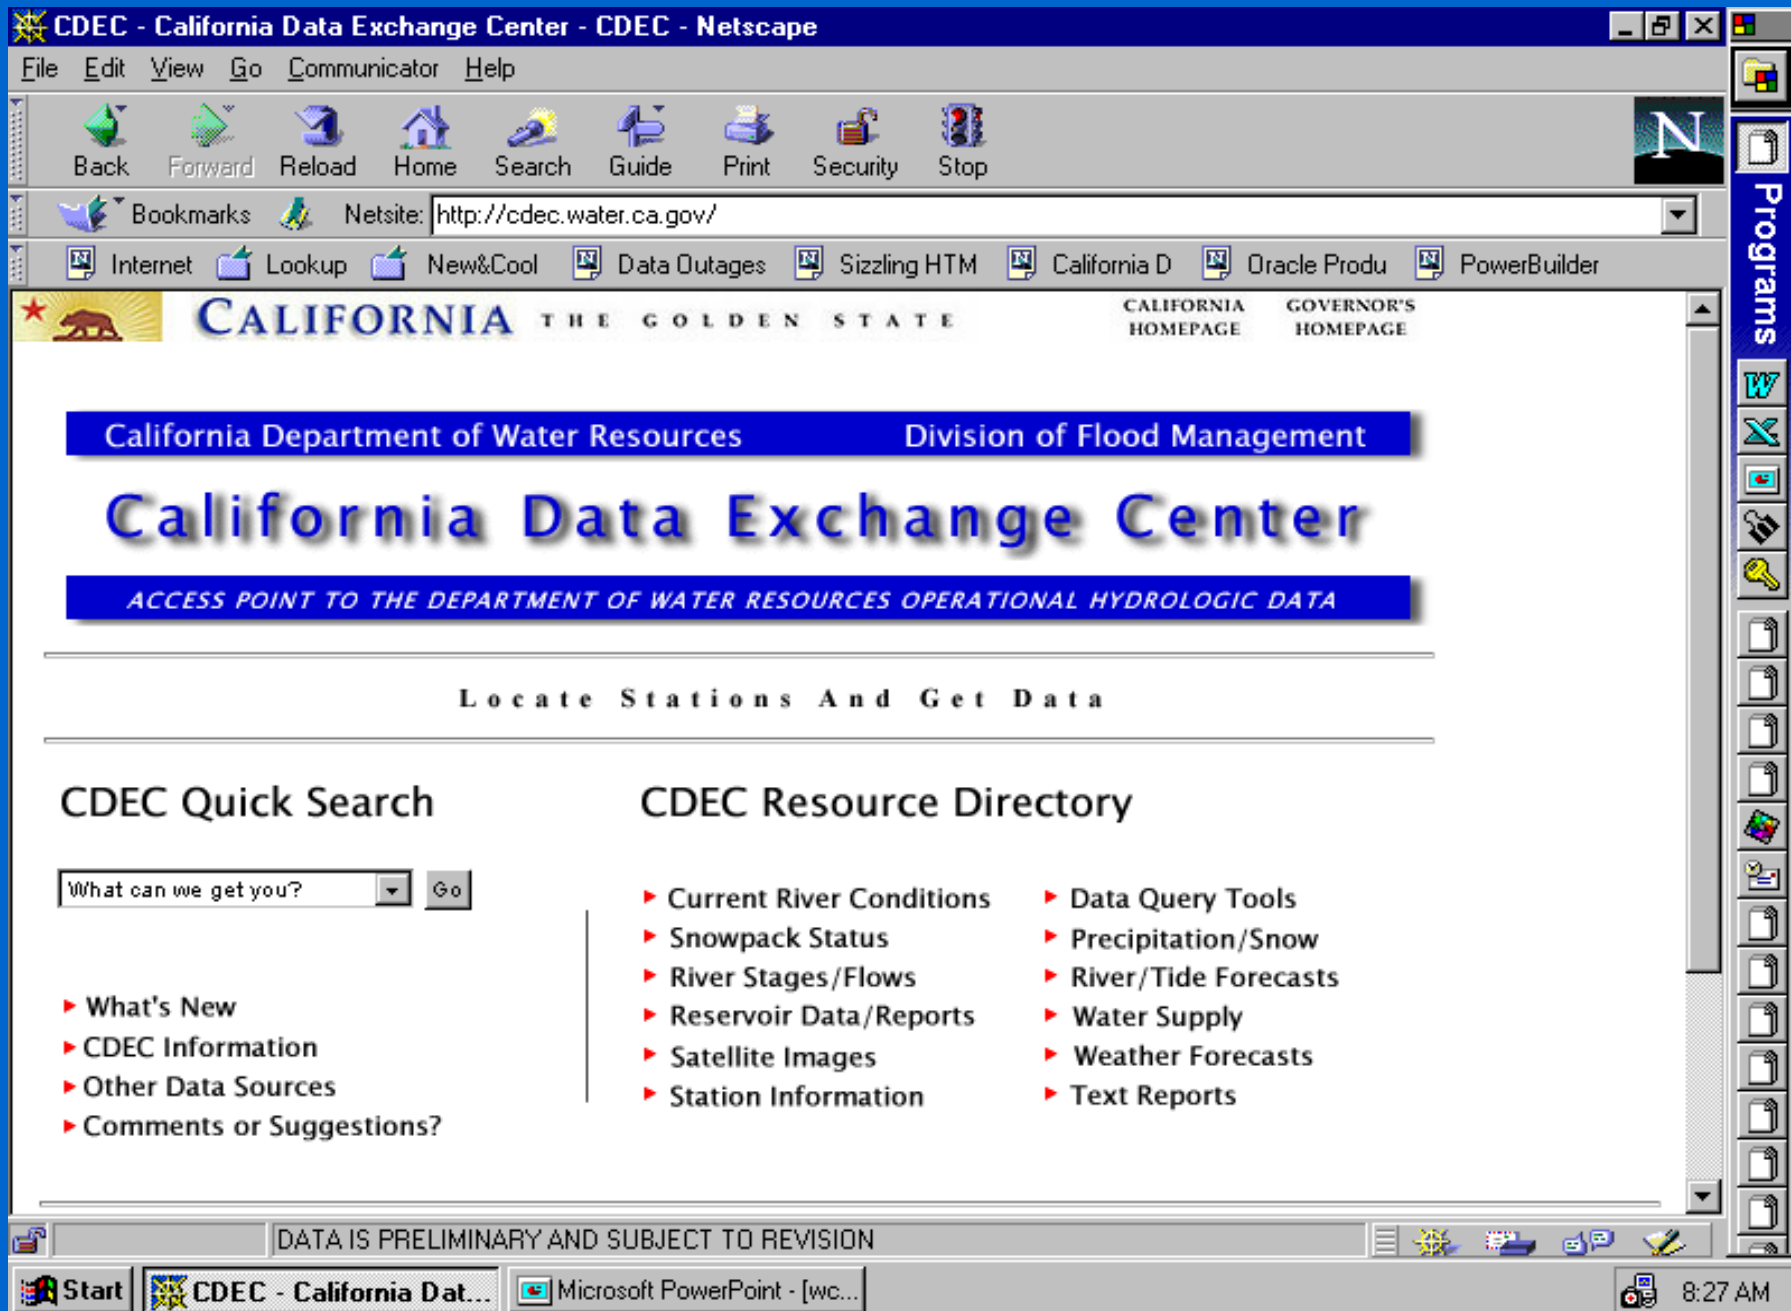 CDEC - California Data Exchange Center - CDEC - Netscape
File Edit View Go Communicator Help
Back Forward Reload Home Search Guide Print Security Stop
N
Bookmarks Netsite: http://cdec.water.ca.gov/
Internet Lookup New&Cool Data Outages Sizzling HTM California D Oracle Produ PowerBuilder
Programs
CALIFORNIA THE GOLDEN STATE
CALIFORNIA HOMEPAGE
GOVERNOR'S HOMEPAGE
California Department of Water Resources Division of Flood Management
California Data Exchange Center
ACCESS POINT TO THE DEPARTMENT OF WATER RESOURCES OPERATIONAL HYDROLOGIC DATA
Locate Stations And Get Data
CDEC Quick Search
What can we get you? Go
What's New
CDEC Information
Other Data Sources
Comments or Suggestions?
CDEC Resource Directory
Current River Conditions
Snowpack Status
River Stages/Flows
Reservoir Data/Reports
Satellite Images
Station Information
Data Query Tools
Precipitation/Snow
River/Tide Forecasts
Water Supply
Weather Forecasts
Text Reports
DATA IS PRELIMINARY AND SUBJECT TO REVISION
Start CDEC - California Dat... Microsoft PowerPoint - [wc... 8:27 AM